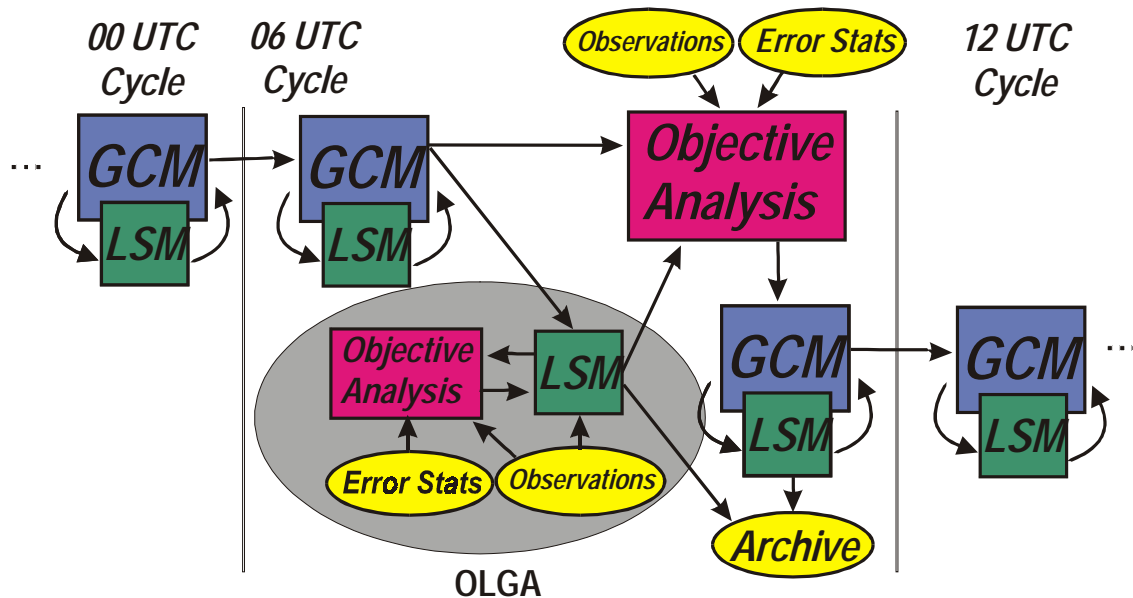 00 UTC
Cycle
06 UTC
Cycle
Observations
Error Stats
12 UTC
Cycle
...
GCM
LSM
GCM
LSM
Objective
Analysis
Objective
Analysis
LSM
Error Stats
Observations
OLGA
GCM
LSM
Archive
GCM
LSM
...